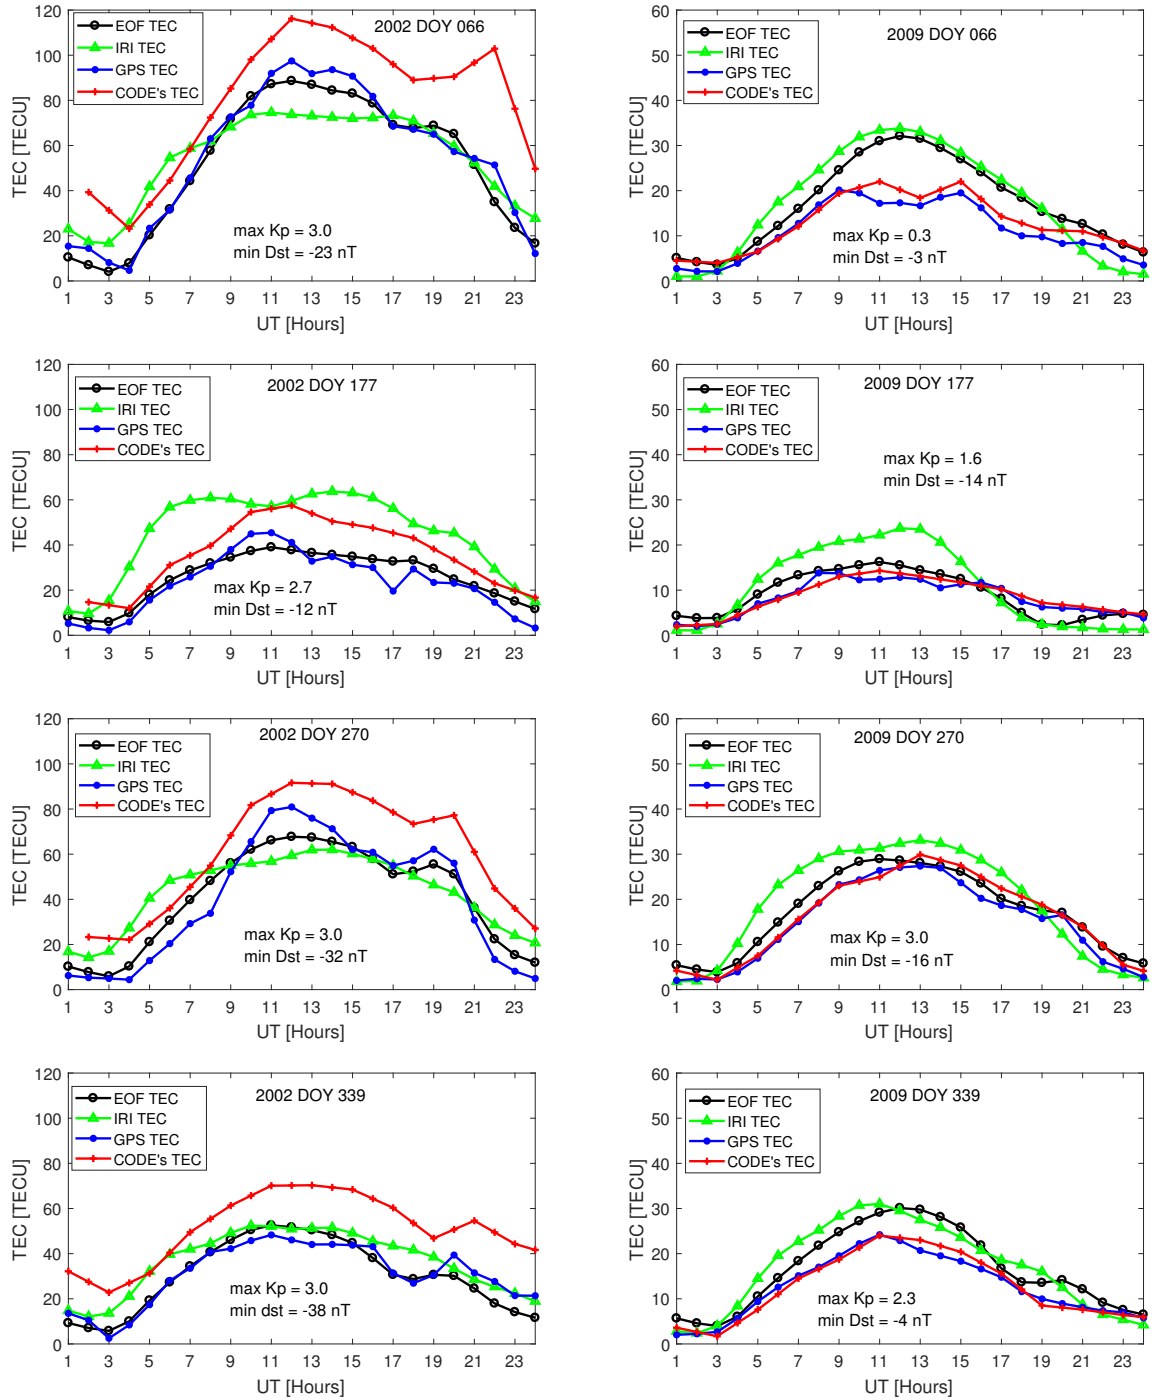 2002 DOY 066
EOF TEC
IRI TEC
GPS TEC
CODE's TEC
max Kp = 3.0
min Dst = -23 nT
TEC [TECU]
0
20
40
60
80
100
120
1 3 5 7 9 11 13 15 17 19 21 23
UT [Hours]
2009 DOY 066
EOF TEC
IRI TEC
GPS TEC
CODE's TEC
max Kp = 0.3
min Dst = -3 nT
TEC [TECU]
0
10
20
30
40
50
60
1 3 5 7 9 11 13 15 17 19 21 23
UT [Hours]
2002 DOY 177
EOF TEC
IRI TEC
GPS TEC
CODE's TEC
max Kp = 2.7
min Dst = -12 nT
TEC [TECU]
0
20
40
60
80
100
120
1 3 5 7 9 11 13 15 17 19 21 23
UT [Hours]
2009 DOY 177
EOF TEC
IRI TEC
GPS TEC
CODE's TEC
max Kp = 1.6
min Dst = -14 nT
TEC [TECU]
0
10
20
30
40
50
60
1 3 5 7 9 11 13 15 17 19 21 23
UT [Hours]
2002 DOY 270
EOF TEC
IRI TEC
GPS TEC
CODE's TEC
max Kp = 3.0
min Dst = -32 nT
TEC [TECU]
0
20
40
60
80
100
120
1 3 5 7 9 11 13 15 17 19 21 23
UT [Hours]
2009 DOY 270
EOF TEC
IRI TEC
GPS TEC
CODE's TEC
max Kp = 3.0
min Dst = -16 nT
TEC [TECU]
0
10
20
30
40
50
60
1 3 5 7 9 11 13 15 17 19 21 23
UT [Hours]
2002 DOY 339
EOF TEC
IRI TEC
GPS TEC
CODE's TEC
max Kp = 3.0
min dst = -38 nT
TEC [TECU]
0
20
40
60
80
100
120
1 3 5 7 9 11 13 15 17 19 21 23
UT [Hours]
2009 DOY 339
EOF TEC
IRI TEC
GPS TEC
CODE's TEC
max Kp = 2.3
min Dst = -4 nT
TEC [TECU]
0
10
20
30
40
50
60
1 3 5 7 9 11 13 15 17 19 21 23
UT [Hours]